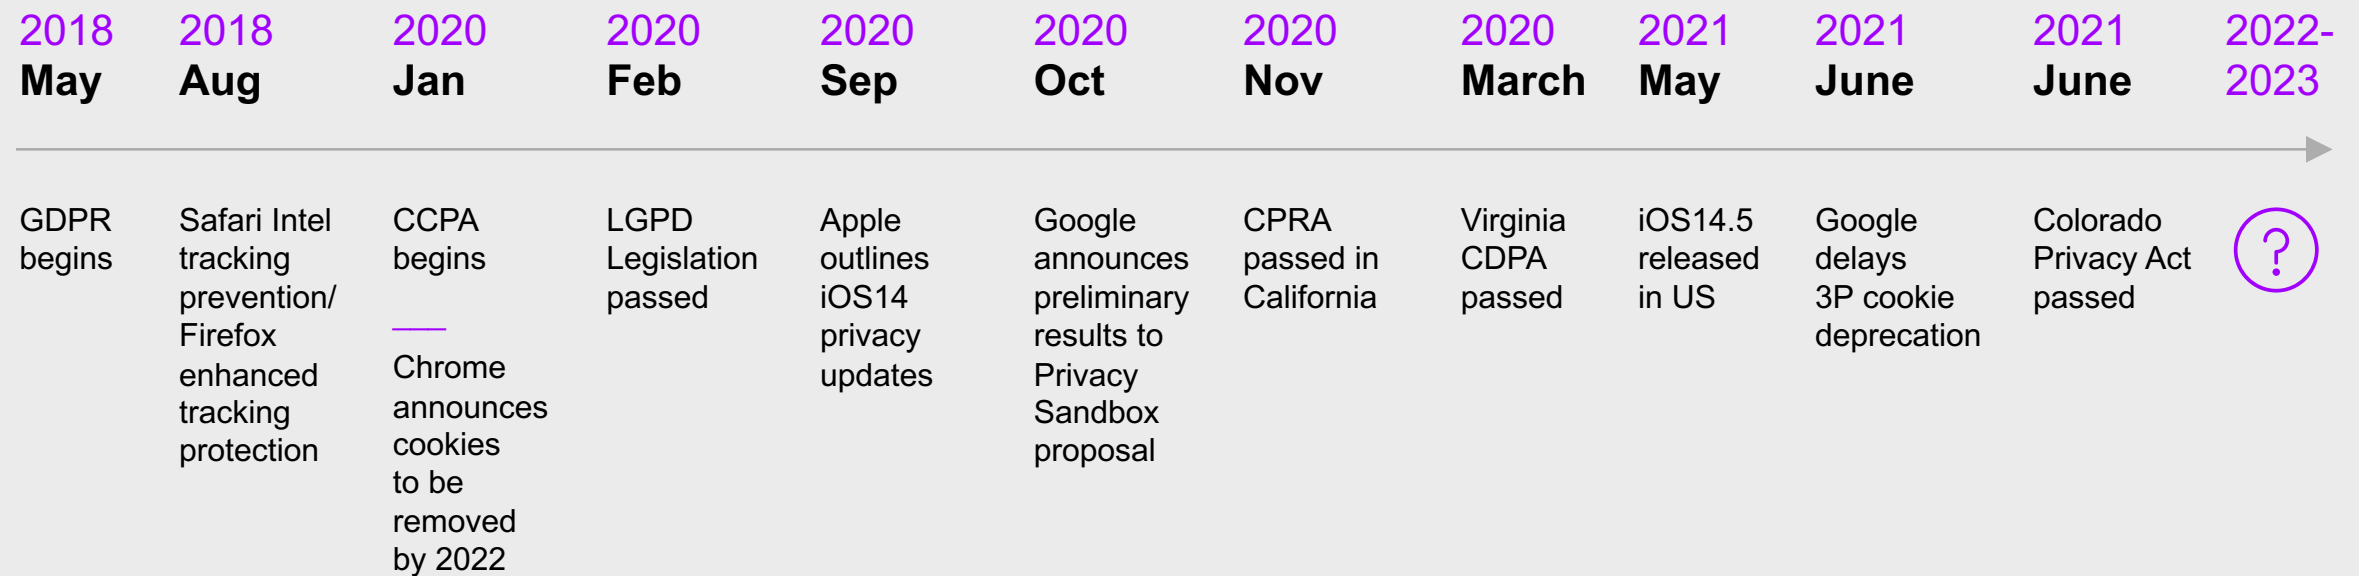 2018
May
GDPR
begins
2018
Aug
Safari Intel
tracking
prevention/
Firefox
enhanced
tracking
protection
2020
Jan
CCPA
begins
Chrome
announces
cookies
to be
removed
by 2022
2020
Feb
LGPD
Legislation
passed
2020
Sep
Apple
outlines
iOS14
privacy
updates
2020
Oct
Google
announces
preliminary
results to
Privacy
Sandbox
proposal
2020
Nov
CPRA
passed in
California
2020
March
Virginia
CDPA
passed
2021
May
iOS14.5
released
in US
2021
June
Google
delays
3P cookie
deprecation
2021
June
Colorado
Privacy Act
passed
2022-
2023
?